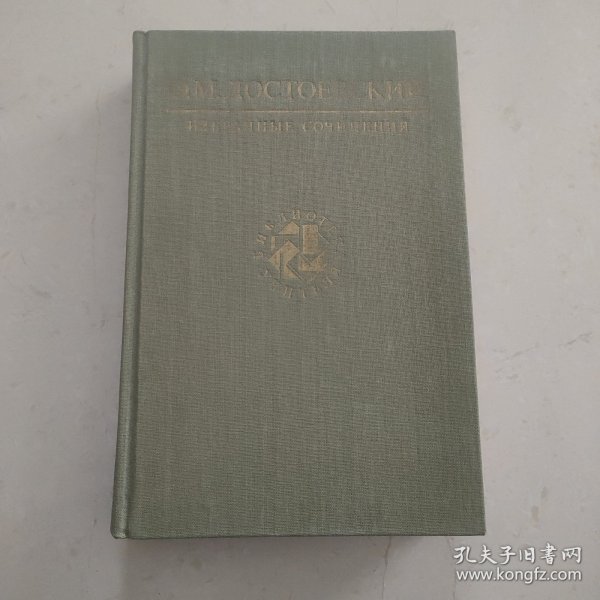 Ф.М. ДОСТОЕВСКИЙ
ИЗБРАННЫЕ СОЧИНЕНИЯ
孔夫子旧书网
www.kongfz.com